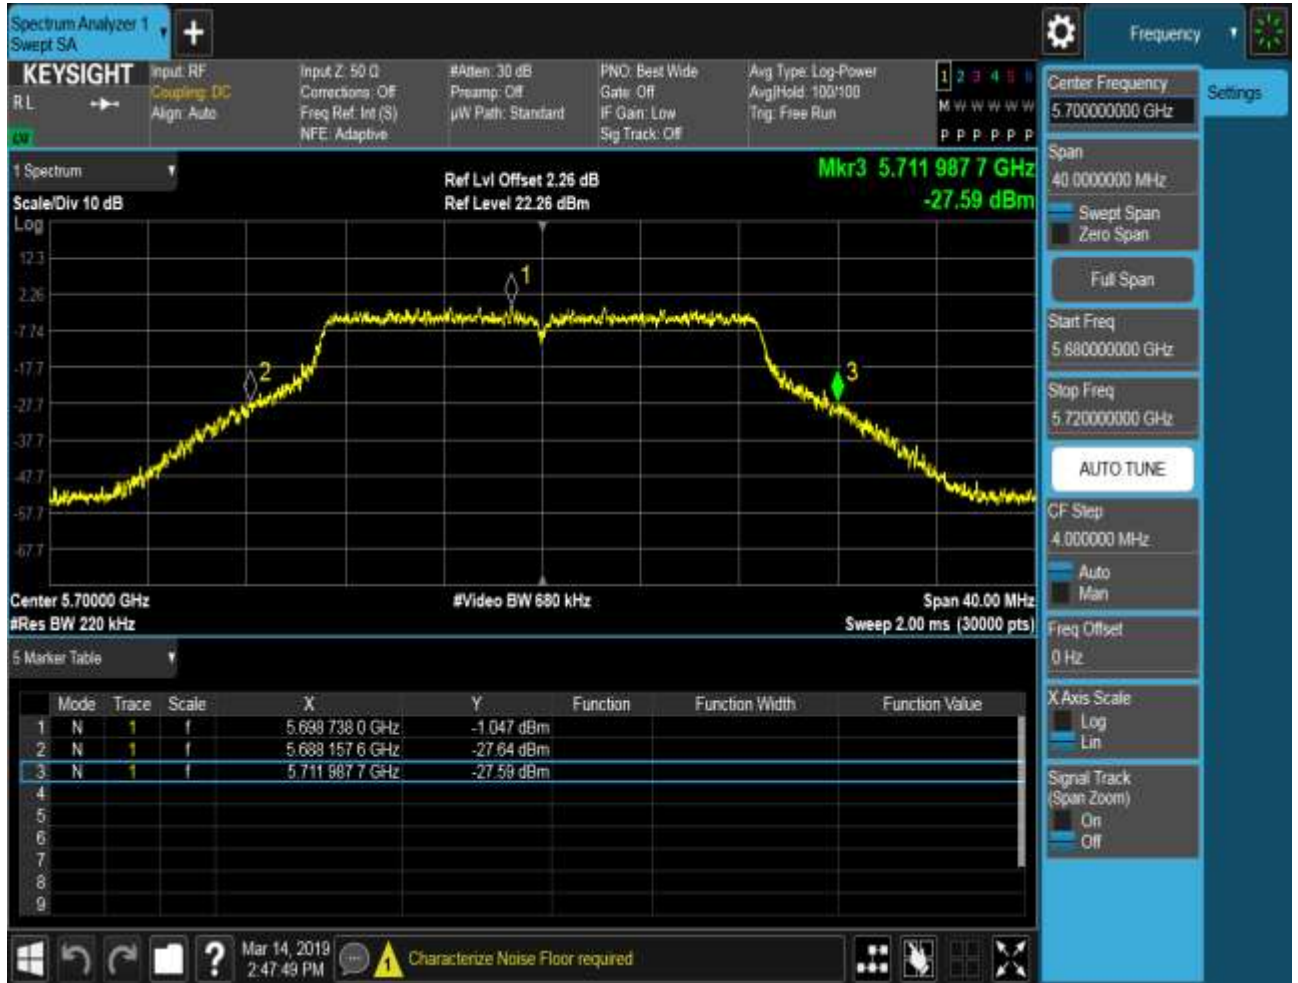 Spectrum Analyzer 1
Swept SA
+
Frequency
KEYSIGHT
R L
Input: RF
Coupling: DC
Align: Auto
Input Z: 50 Ω
Corrections: Off
Freq Ref: Int (S)
NFE: Adaptive
#Atten: 30 dB
Preamp: Off
µW Path: Standard
PNO: Best Wide
Gate: Off
IF Gain: Low
Sig Track: Off
Avg Type: Log-Power
Avg|Hold: 100/100
Trig: Free Run
1 2 3 4 5 6
M W W W W W
P P P P P P
1 Spectrum
Scale/Div 10 dB
Ref Lvl Offset 2.26 dB
Ref Level 22.26 dBm
Mkr3 5.711 987 7 GHz
-27.59 dBm
Log
12.3
2.26
-7.74
-17.7
-27.7
-37.7
-47.7
-57.7
-67.7
1
2
3
Center 5.70000 GHz
#Res BW 220 kHz
#Video BW 680 kHz
Span 40.00 MHz
Sweep 2.00 ms (30000 pts)
5 Marker Table
Mode Trace Scale X Y Function Function Width Function Value
1 N 1 f 5.698 738 0 GHz -1.047 dBm
2 N 1 f 5.688 157 6 GHz -27.64 dBm
3 N 1 f 5.711 987 7 GHz -27.59 dBm
4
5
6
7
8
9
Center Frequency
5.700000000 GHz
Settings
Span
40.0000000 MHz
Swept Span
Zero Span
Full Span
Start Freq
5.680000000 GHz
Stop Freq
5.720000000 GHz
AUTO TUNE
CF Step
4.000000 MHz
Auto
Man
Freq Offset
0 Hz
X Axis Scale
Log
Lin
Signal Track
(Span Zoom)
On
Off
?
Mar 14, 2019
2:47:49 PM
1
Characterize Noise Floor required